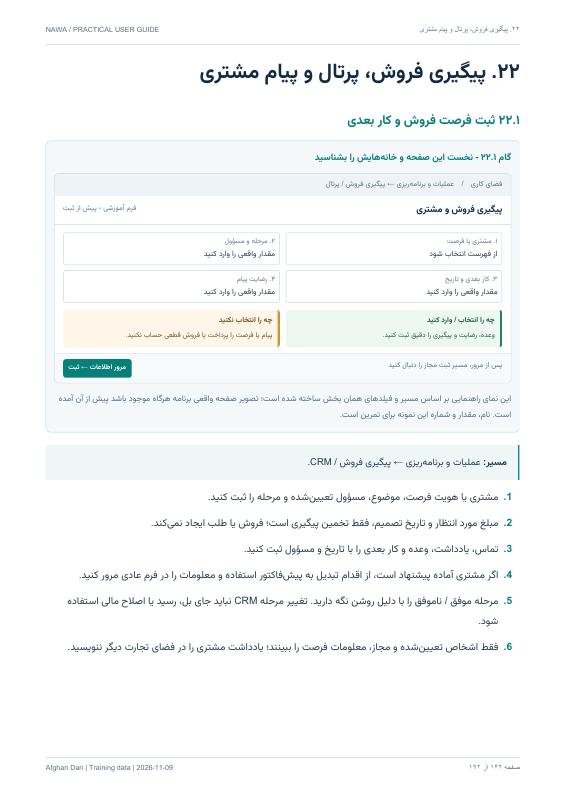 NAWA / PRACTICAL USER GUIDE
۲۲. پیگیری فروش، پرتال و پیام مشتری
۲۲. پیگیری فروش، پرتال و پیام مشتری
۲۲.۱ ثبت فرصت فروش و کار بعدی
گام ۲۲.۱ - نخست این صفحه و خانه‌هایش را بشناسید
فضای کاری / عملیات و برنامه‌ریزی ← پیگیری فروش / پرتال
پیگیری فروش و مشتری
فرم آموزشی - پیش از ثبت
۱. مشتری یا فرصت
از فهرست انتخاب شود
۲. مرحله و مسؤول
مقدار واقعی را وارد کنید
۳. کار بعدی و تاریخ
مقدار واقعی را وارد کنید
۴. رضایت پیام
مقدار واقعی را وارد کنید
چه را انتخاب / وارد کنید
وعده، رضایت و پیگیری را دقیق ثبت کنید.
چه را انتخاب نکنید
پیام یا فرصت را پرداخت یا فروش قطعی حساب نکنید.
پس از مرور، مسیر ثبت مجاز را دنبال کنید
مرور اطلاعات ← ثبت
این نمای راهنمایی بر اساس مسیر و فیلدهای همان بخش ساخته شده است؛ تصویر صفحه واقعی برنامه هرگاه موجود باشد پیش از آن آمده
است. نام، مقدار و شماره این نمونه برای تمرین است.
مسیر: عملیات و برنامه‌ریزی ← پیگیری فروش / CRM.
1. مشتری یا هویت فرصت، موضوع، مسؤول تعیین‌شده و مرحله را ثبت کنید.
2. مبلغ مورد انتظار و تاریخ تصمیم، فقط تخمین پیگیری است؛ فروش یا طلب ایجاد نمی‌کند.
3. تماس، یادداشت، وعده و کار بعدی را با تاریخ و مسؤول ثبت کنید.
4. اگر مشتری آماده پیشنهاد است، از اقدام تبدیل به پیش‌فاکتور استفاده و معلومات را در فرم عادی مرور کنید.
5. مرحله موفق / ناموفق را با دلیل روشن نگه دارید. تغییر مرحله CRM نباید جای بل، رسید یا اصلاح مالی استفاده
شود.
6. فقط اشخاص تعیین‌شده و مجاز، معلومات فرصت را ببینند؛ یادداشت مشتری را در فضای تجارت دیگر ننویسید.
Afghan Dari | Training data | 2026-11-09
صفحه ۱۴۲ از ۱۹۲